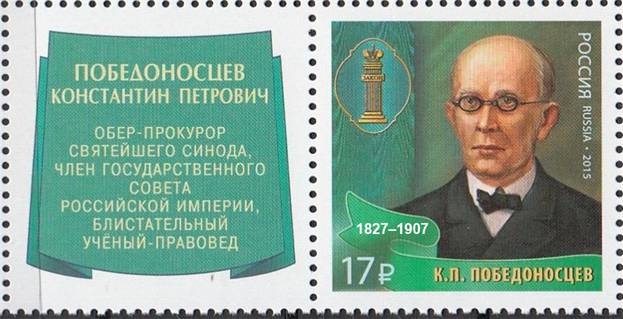 ПОБЕДОНОСЦЕВ
КОНСТАНТИН ПЕТРОВИЧ
ОБЕР-ПРОКУРОР
СВЯТЕЙШЕГО СИНОДА,
ЧЛЕН ГОСУДАРСТВЕННОГО
СОВЕТА
РОССИЙСКОЙ ИМПЕРИИ,
БЛИСТАТЕЛЬНЫЙ
УЧЁНЫЙ-ПРАВОВЕД
ЗАКОН
РОССИЯ RUSSIA • 2015
1827–1907
17₽
К.П. ПОБЕДОНОСЦЕВ